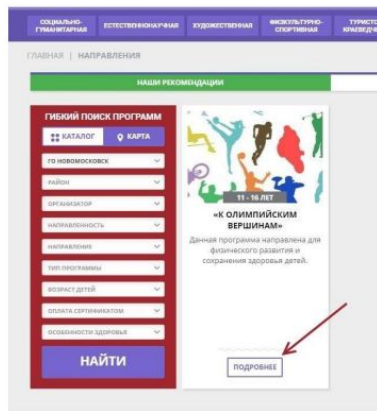 СОЦИАЛЬНО-
ГУМАНИТАРНАЯ
ЕСТЕСТВЕННОНАУЧНАЯ
ХУДОЖЕСТВЕННАЯ
ФИЗКУЛЬТУРНО-
СПОРТИВНАЯ
ТУРИСТО
КРАЕВЕДЧ
ГЛАВНАЯ | НАПРАВЛЕНИЯ
НАШИ РЕКОМЕНДАЦИИ
ГИБКИЙ ПОИСК ПРОГРАММ
КАТАЛОГ
КАРТА
ГО НОВОМОСКОВСК
РАЙОН
ОРГАНИЗАТОР
НАПРАВЛЕННОСТЬ
НАПРАВЛЕНИЕ
ТИП ПРОГРАММЫ
ВОЗРАСТ ДЕТЕЙ
ОПЛАТА СЕРТИФИКАТОМ
ОСОБЕННОСТИ ЗДОРОВЬЯ
НАЙТИ
11 - 16 ЛЕТ
«К ОЛИМПИЙСКИМ
ВЕРШИНАМ»
Данная программа направлена для
физического развития и
сохранения здоровья детей.
ПОДРОБНЕЕ